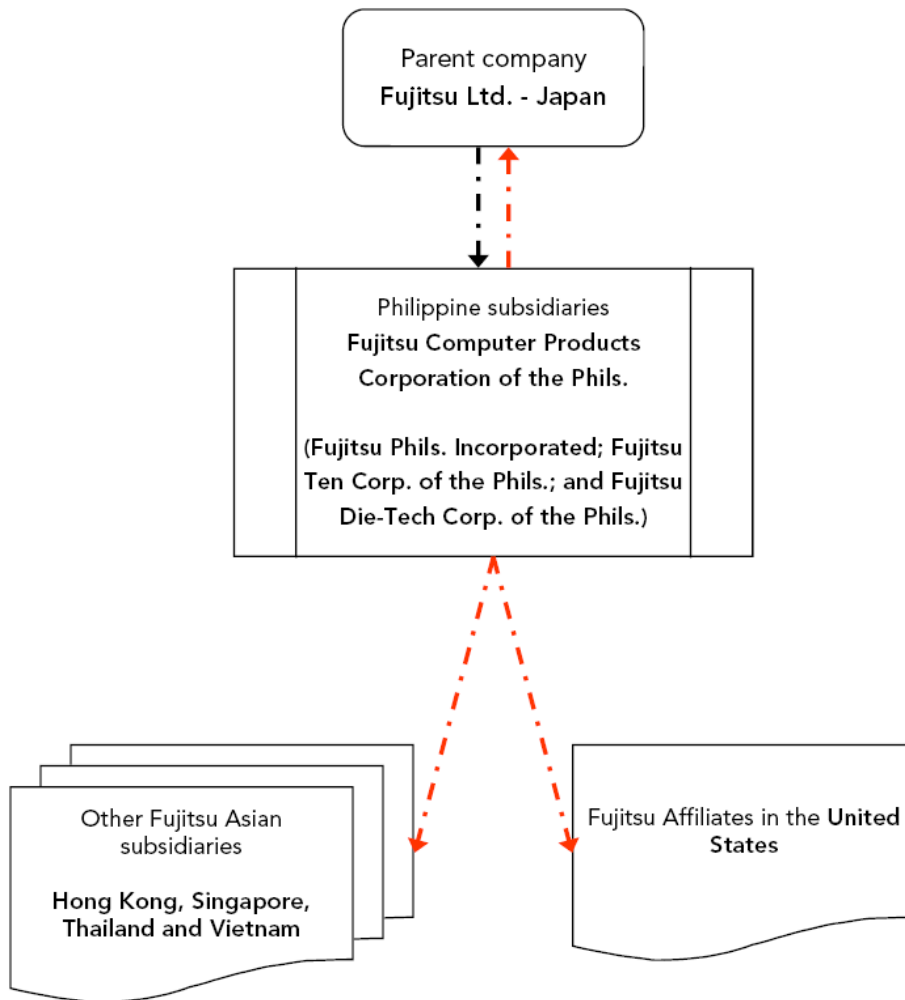 Parent company
Fujitsu Ltd. - Japan
Philippine subsidiaries
Fujitsu Computer Products
Corporation of the Phils.
(Fujitsu Phils. Incorporated; Fujitsu
Ten Corp. of the Phils.; and Fujitsu
Die-Tech Corp. of the Phils.)
Other Fujitsu Asian
subsidiaries
Hong Kong, Singapore,
Thailand and Vietnam
Fujitsu Affiliates in the United
States